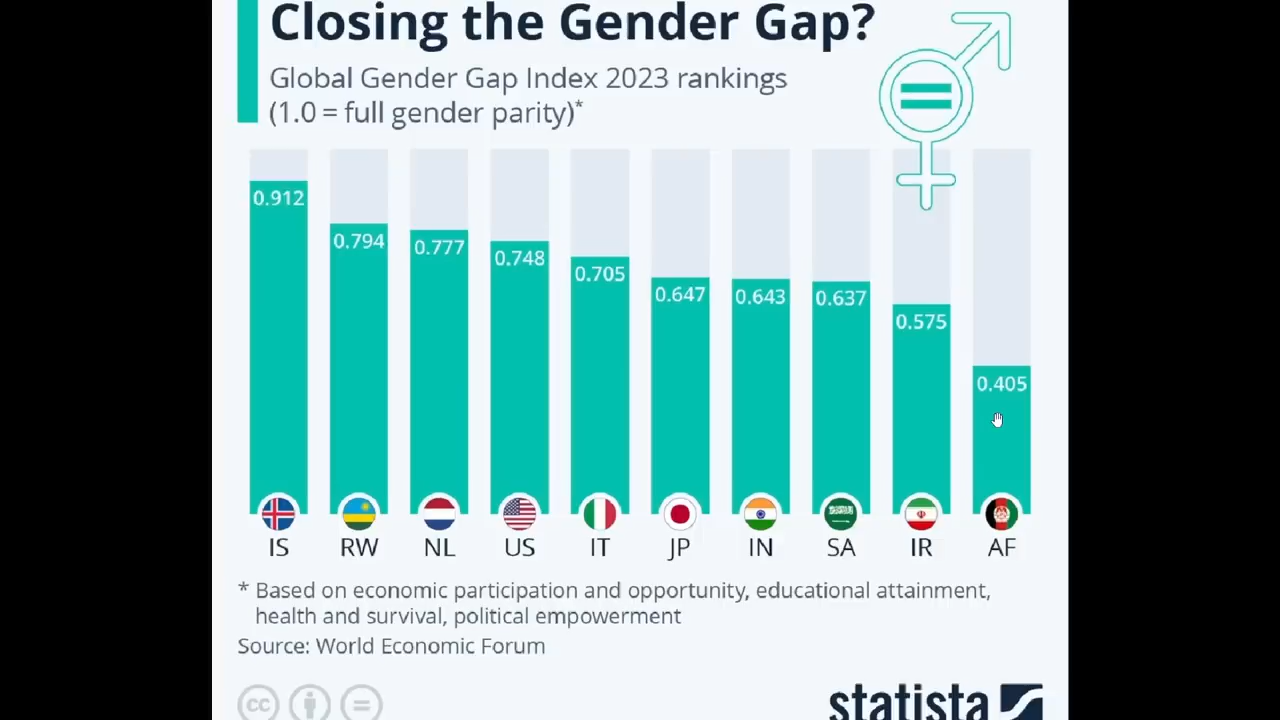 Closing the Gender Gap?
Global Gender Gap Index 2023 rankings
(1.0 = full gender parity)*
0.912
0.794
0.777
0.748
0.705
0.647
0.643
0.637
0.575
0.405
IS RW NL US IT JP IN SA IR AF
* Based on economic participation and opportunity, educational attainment,
health and survival, political empowerment
Source: World Economic Forum
cc
statista